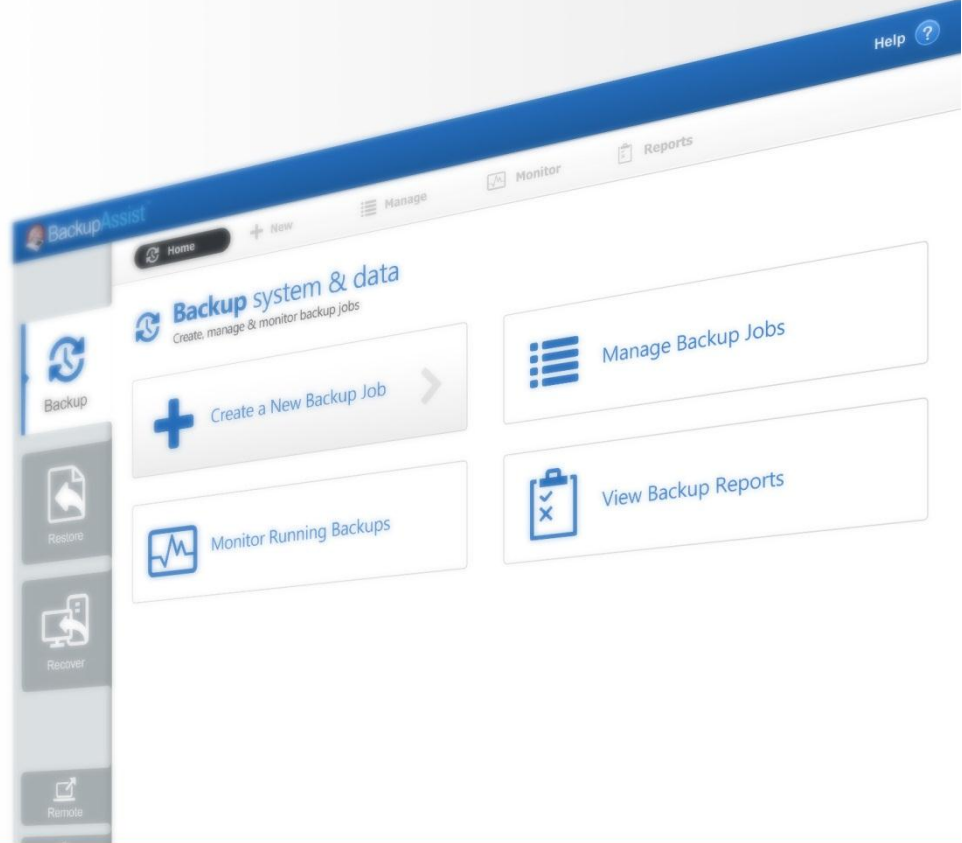 Help ?
BackupAssist™
Home
New
Manage
Monitor
Reports
Backup system & data
Create, manage & monitor backup jobs
Backup
Create a New Backup Job
Manage Backup Jobs
Restore
Monitor Running Backups
View Backup Reports
Recover
Remote